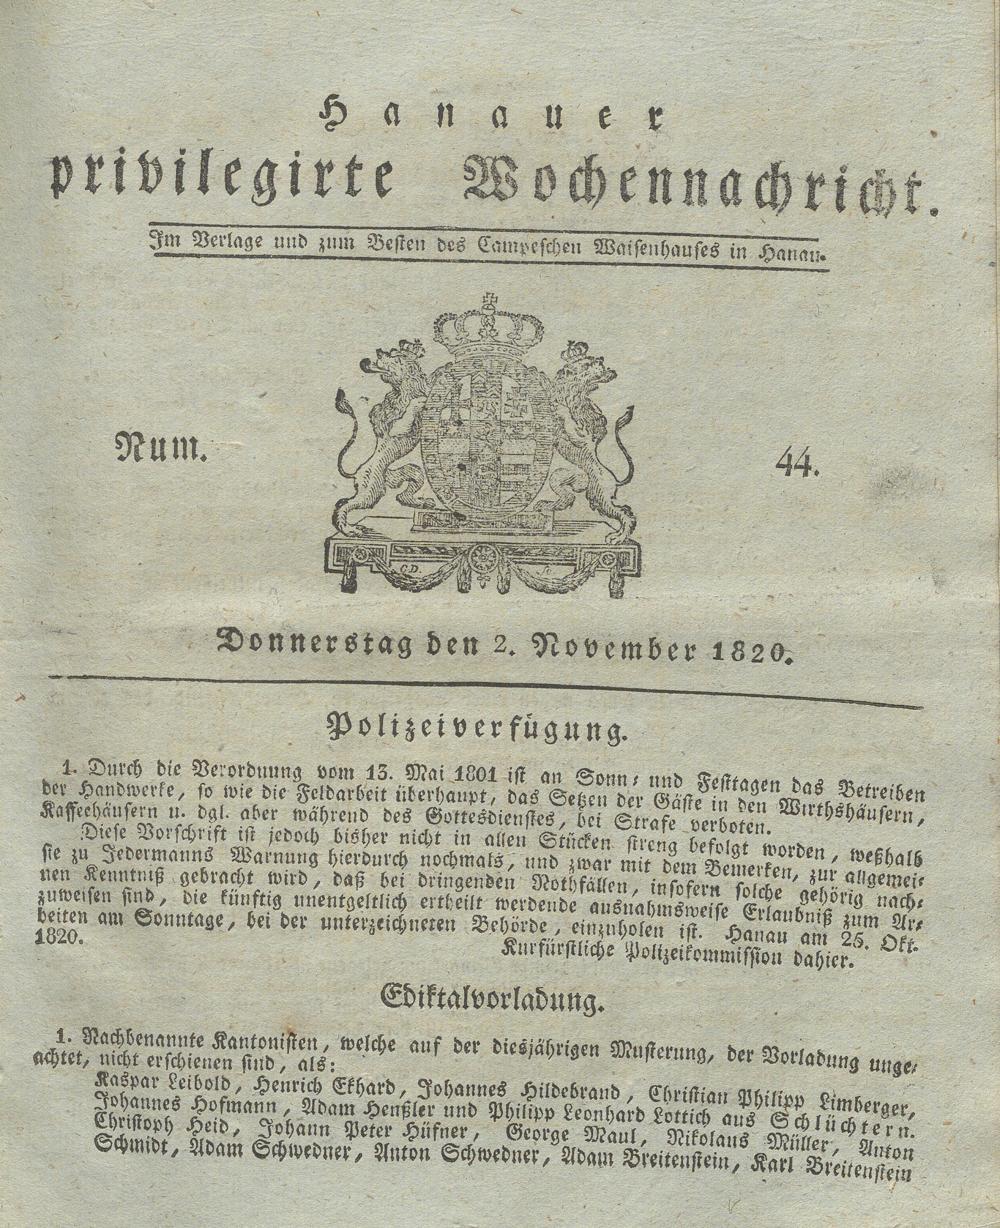 Hanauer
privilegirte Wochennachricht.
Im Verlage und zum Besten des Campeschen Waisenhauses in Hanau.
Num. 44.
C D.
Donnerstag den 2. November 1820.
Polizeiverfügung.
1. Durch die Verordnung vom 13. Mai 1801 ist an Sonn- und Festtagen das Betreiben
der Handwerke, so wie die Feldarbeit überhaupt, das Setzen der Gäste in den Wirthshäusern,
Kaffeehäusern u. dgl. aber während des Gottesdienstes, bei Strafe verboten.
Diese Vorschrift ist jedoch bisher nicht in allen Stücken streng befolgt worden, weßhalb
sie zu Jedermanns Warnung hierdurch nochmals, und zwar mit dem Bemerken, zur allgemei-
nen Kenntniß gebracht wird, daß bei dringenden Nothfällen, insofern solche gehörig nach-
zuweisen sind, die künftig unentgeltlich ertheilt werdende ausnahmsweise Erlaubniß zum Ar-
beiten am Sonntage, bei der unterzeichneten Behörde, einzuholen ist. Hanau am 25. Okt.
1820. Kurfürstliche Polizeikommission dahier.
Ediktalvorladung.
1. Nachbenannte Kantonisten, welche auf der diesjährigen Musterung, der Vorladung unge-
achtet, nicht erschienen sind, als:
Kaspar Leibold, Henrich Ekhard, Johannes Hildebrand, Christian Philipp Limberger,
Johannes Hofmann, Adam Henßler und Philipp Leonhard Lottich aus Schlüchtern.
Christoph Heid, Johann Peter Hüfner, George Maul, Nikolaus Müller, Anton
Schmidt, Adam Schwedner, Anton Schwedner, Adam Breitenstein, Karl Breitenstein